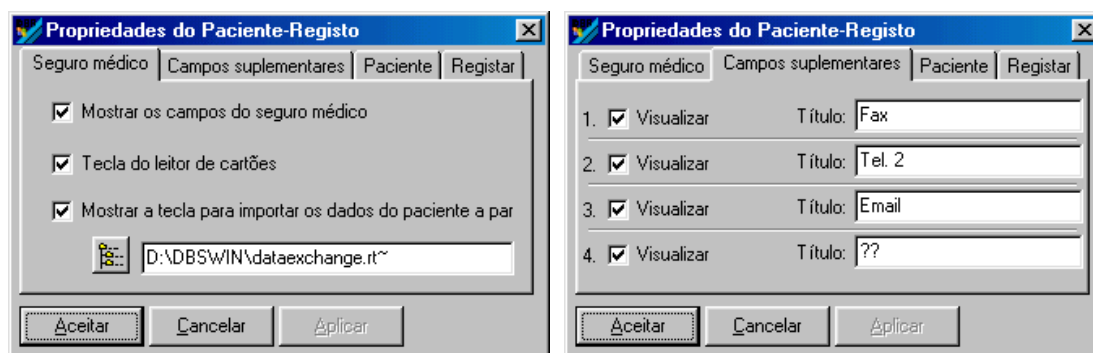 Propriedades do Paciente-Registo
Seguro médico Campos suplementares Paciente Registar
Mostrar os campos do seguro médico
Tecla do leitor de cartões
Mostrar a tecla para importar os dados do paciente a par
D:\DBSWIN\dataexchange.rt~
Aceitar Cancelar Aplicar
Propriedades do Paciente-Registo
Seguro médico Campos suplementares Paciente Registar
1. Visualizar Título: Fax
2. Visualizar Título: Tel. 2
3. Visualizar Título: Email
4. Visualizar Título: ??
Aceitar Cancelar Aplicar